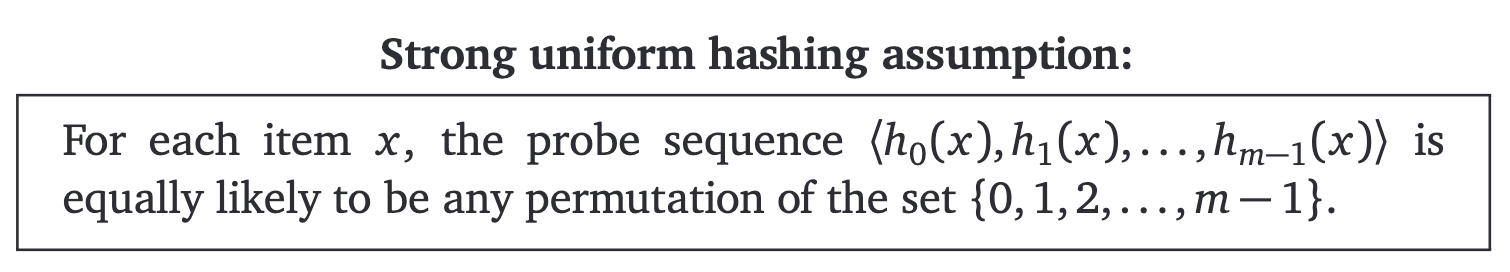 Strong uniform hashing assumption:
For each item x, the probe sequence ⟨h₀(x), h₁(x), . . . , hₘ₋₁(x)⟩ is
equally likely to be any permutation of the set {0, 1, 2, . . . , m − 1}.